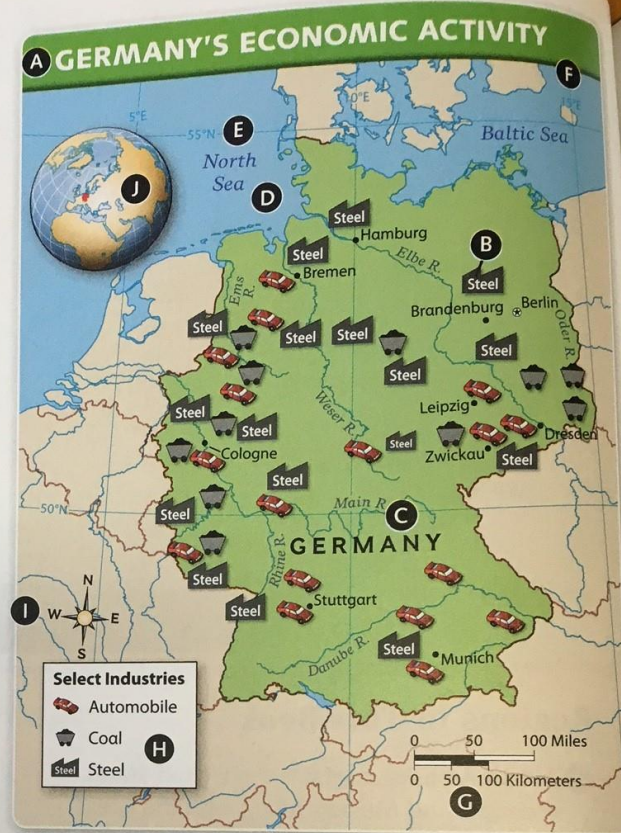 A GERMANY'S ECONOMIC ACTIVITY
F
5°E
0°E
15°E
55°N
E
Baltic Sea
North
Sea
J
D
Steel
Hamburg
B
Elbe R.
Steel
Bremen
Steel
Ems
R.
Brandenburg
Berlin
Oder R.
Steel
Steel
Steel
Steel
Steel
Leipzig
Steel
Weser R.
Steel
Steel
Dresden
Cologne
Zwickau
Steel
Steel
Main R
50°N
Steel
C
GERMANY
Rhine R.
Steel
Stuttgart
Steel
N
I
W
E
S
Danube R.
Steel
Munich
Select Industries
Automobile
Coal
H
Steel Steel
0 50 100 Miles
0 50 100 Kilometers
G